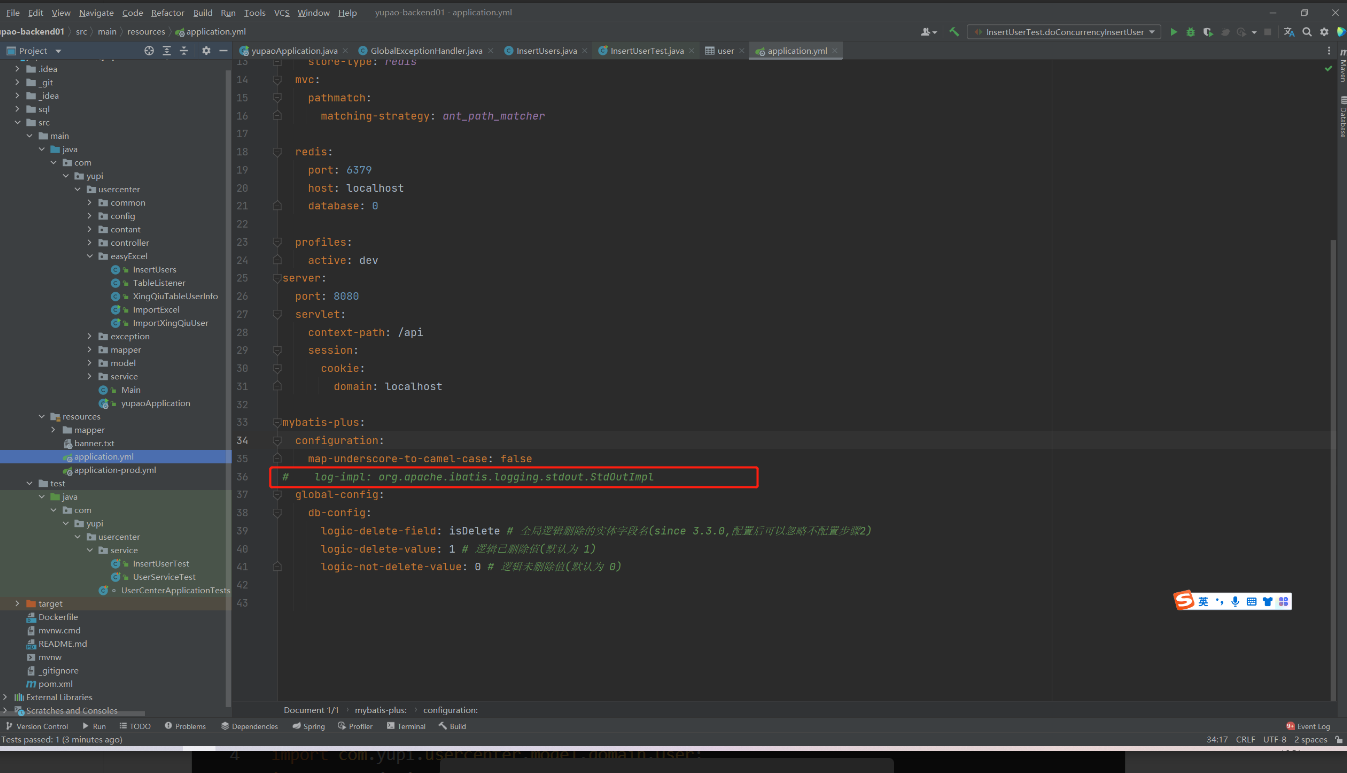 File Edit View Navigate Code Refactor Build Run Tools VCS Window Help yupao-backend01 - application.yml
upao-backend01 src main resources application.yml
InsertUserTest.doConcurrencyInsertUser
Project
yupaoApplication.java GlobalExceptionHandler.java InsertUsers.java InsertUserTest.java user application.yml
.idea
_git
_idea
sql
src
main
java
com
yupi
usercenter
common
config
contant
controller
easyExcel
InsertUsers
TableListener
XingQiuTableUserInfo
ImportExcel
ImportXingQiuUser
exception
mapper
model
service
Main
yupaoApplication
resources
mapper
banner.txt
application.yml
application-prod.yml
test
java
com
yupi
usercenter
service
InsertUserTest
UserServiceTest
UserCenterApplicationTests
target
Dockerfile
mvnw.cmd
README.md
mvnw
_gitignore
pom.xml
External Libraries
Scratches and Consoles
13 store-type: redis
14 mvc:
15 pathmatch:
16 matching-strategy: ant_path_matcher
17
18 redis:
19 port: 6379
20 host: localhost
21 database: 0
22
23 profiles:
24 active: dev
25 server:
26 port: 8080
27 servlet:
28 context-path: /api
29 session:
30 cookie:
31 domain: localhost
32
33 mybatis-plus:
34 configuration:
35 map-underscore-to-camel-case: false
36 # log-impl: org.apache.ibatis.logging.stdout.StdOutImpl
37 global-config:
38 db-config:
39 logic-delete-field: isDelete # 全局逻辑删除的实体字段名(since 3.3.0,配置后可以忽略不配置步骤2)
40 logic-delete-value: 1 # 逻辑已删除值(默认为 1)
41 logic-not-delete-value: 0 # 逻辑未删除值(默认为 0)
42
43
Maven
Database
英
Document 1/1 mybatis-plus: configuration:
Version Control Run TODO Problems Dependencies Spring Profiler Terminal Build Event Log
Tests passed: 1 (3 minutes ago) 34:17 CRLF UTF-8 2 spaces
4 import com.yupi.usercenter.model.domain.User;